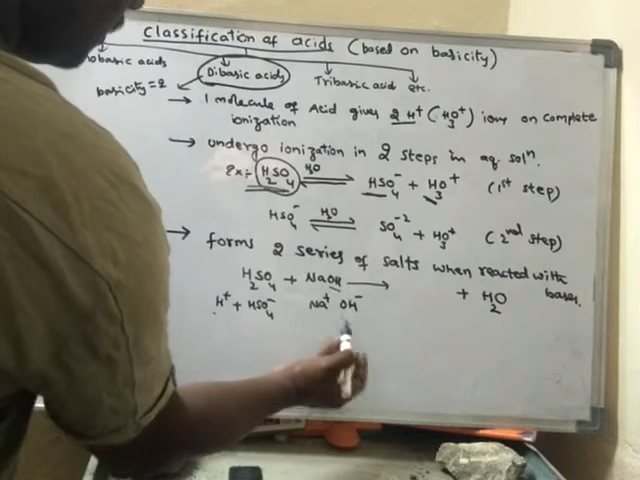 Classification of acids (based on basicity)
obasic acids Dibasic acids Tribasic acid etc.
basicity = 2
→ 1 molecule of Acid gives 2 H⁺ (H₃O⁺) ions on complete
ionization
→ undergo ionization in 2 steps in aq. solⁿ.
Ex:- H₂SO₄ ⇌ H₂O HSO₄⁻ + H₃O⁺ (1st step)
HSO₄⁻ ⇌ H₂O SO₄⁻² + H₃O⁺ (2nd step)
→ forms 2 series of salts when reacted with
bases.
H₂SO₄ + NaOH → + H₂O
H⁺ + HSO₄⁻ Na⁺ OH⁻